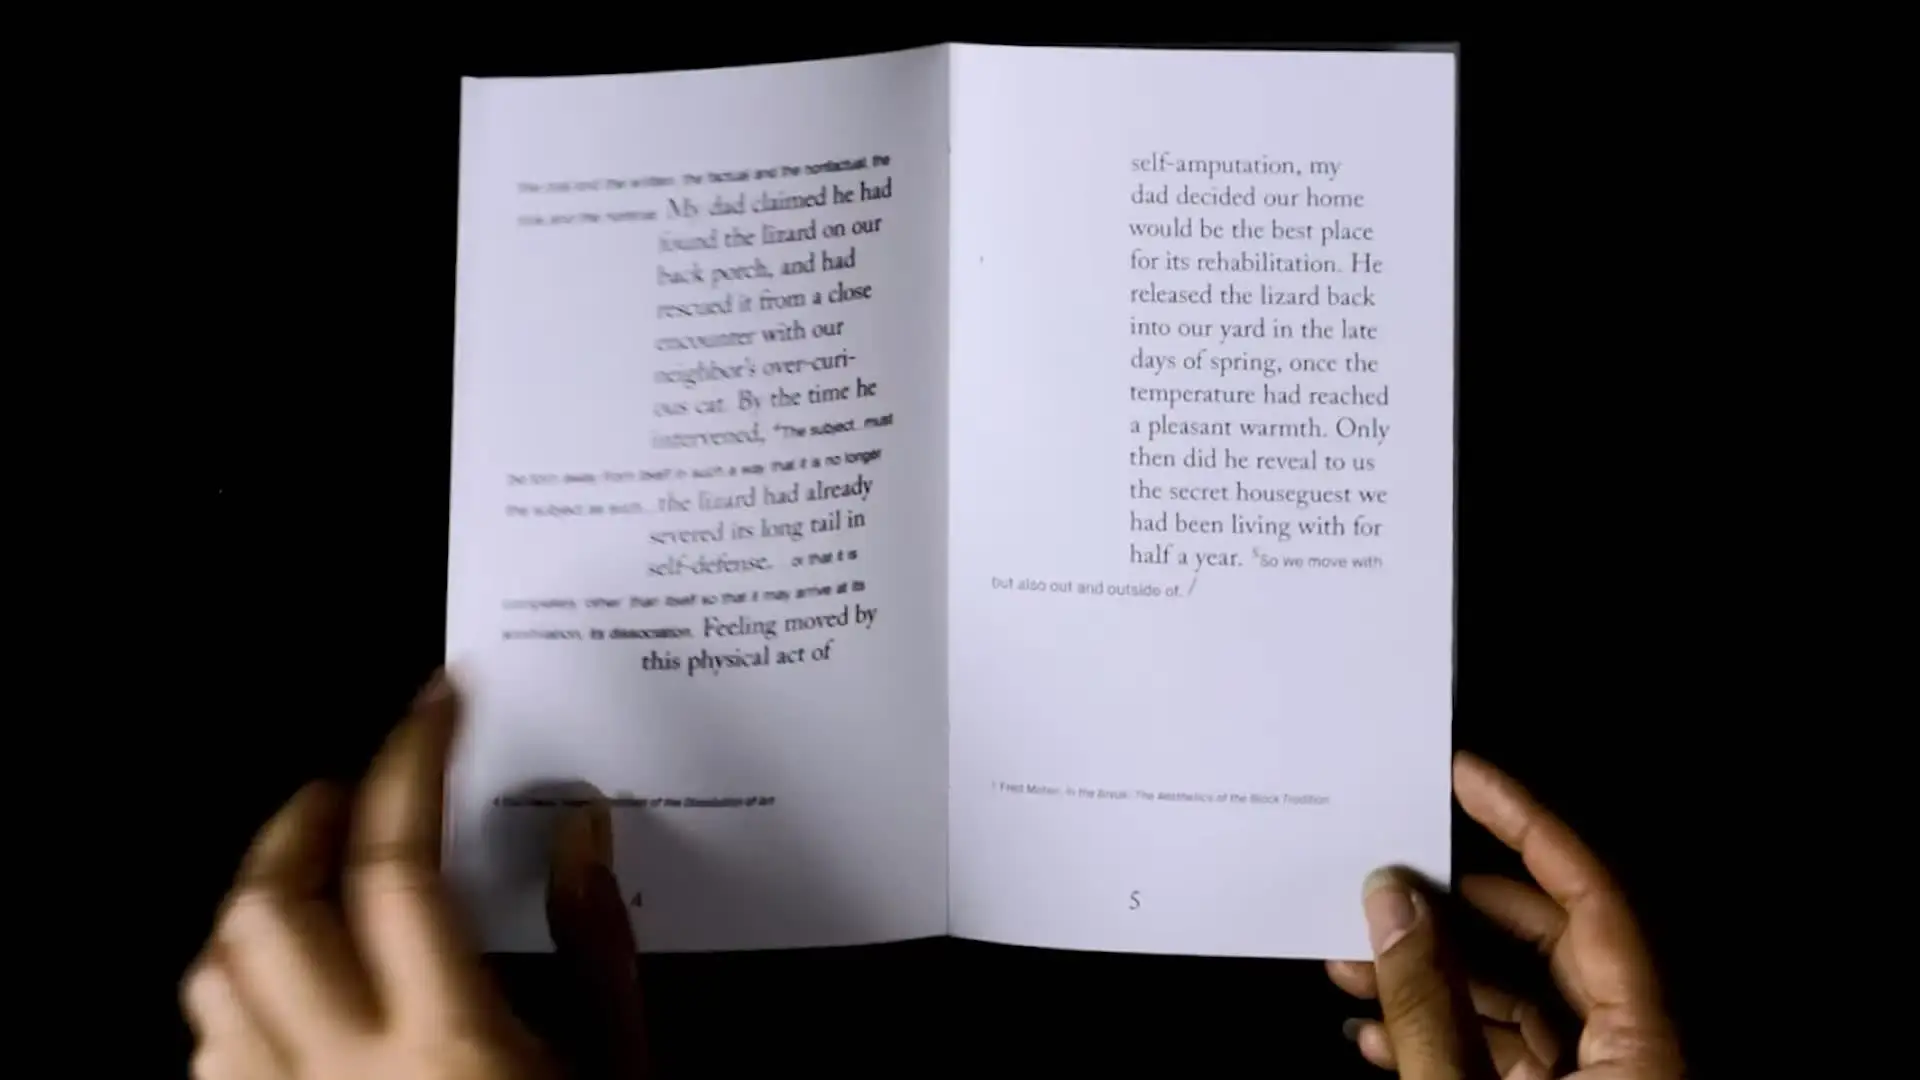 the and the written, the factual and the nonfactual, the
and the nontrue. My dad claimed he had
found the lizard on our
back porch, and had
rescued it from a close
encounter with our
neighbor's over-curi-
ous cat. By the time he
intervened, ⁴The subject...must
be torn away from itself in such a way that it is no longer
the subject as such... the lizard had already
severed its long tail in
self-defense. or that it is
completely 'other' than itself so that it may arrive at its
its dissociation. Feeling moved by
this physical act of
of the Dissolution of Art
4
self-amputation, my
dad decided our home
would be the best place
for its rehabilitation. He
released the lizard back
into our yard in the late
days of spring, once the
temperature had reached
a pleasant warmth. Only
then did he reveal to us
the secret houseguest we
had been living with for
half a year. ⁵So we move with
but also out and outside of. /
⁵ Fred Moten, In the Break: The Aesthetics of the Black Tradition
5